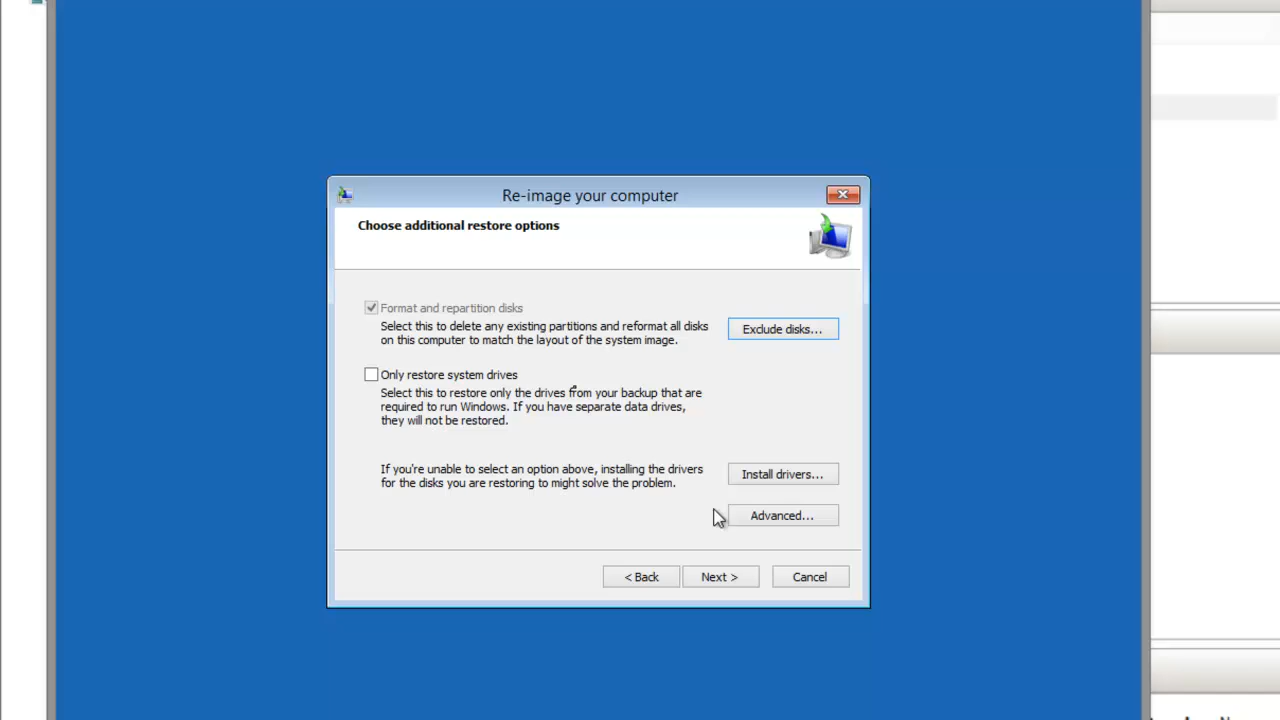 Re-image your computer
Choose additional restore options
Format and repartition disks
Select this to delete any existing partitions and reformat all disks
on this computer to match the layout of the system image.
Exclude disks...
Only restore system drives
Select this to restore only the drives from your backup that are
required to run Windows. If you have separate data drives,
they will not be restored.
If you're unable to select an option above, installing the drivers
for the disks you are restoring to might solve the problem.
Install drivers...
Advanced...
< Back
Next >
Cancel